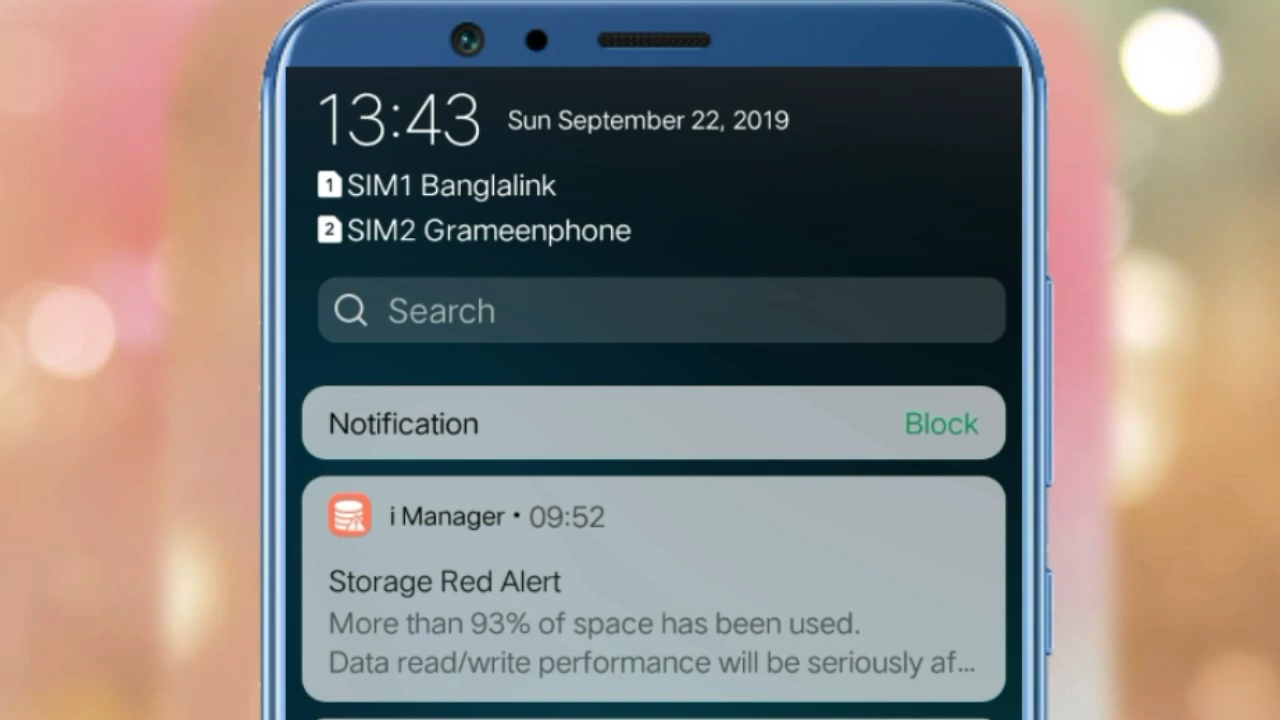 13:43 Sun September 22, 2019
1 SIM1 Banglalink
2 SIM2 Grameenphone
Search
Notification Block
i Manager • 09:52
Storage Red Alert
More than 93% of space has been used.
Data read/write performance will be seriously af...